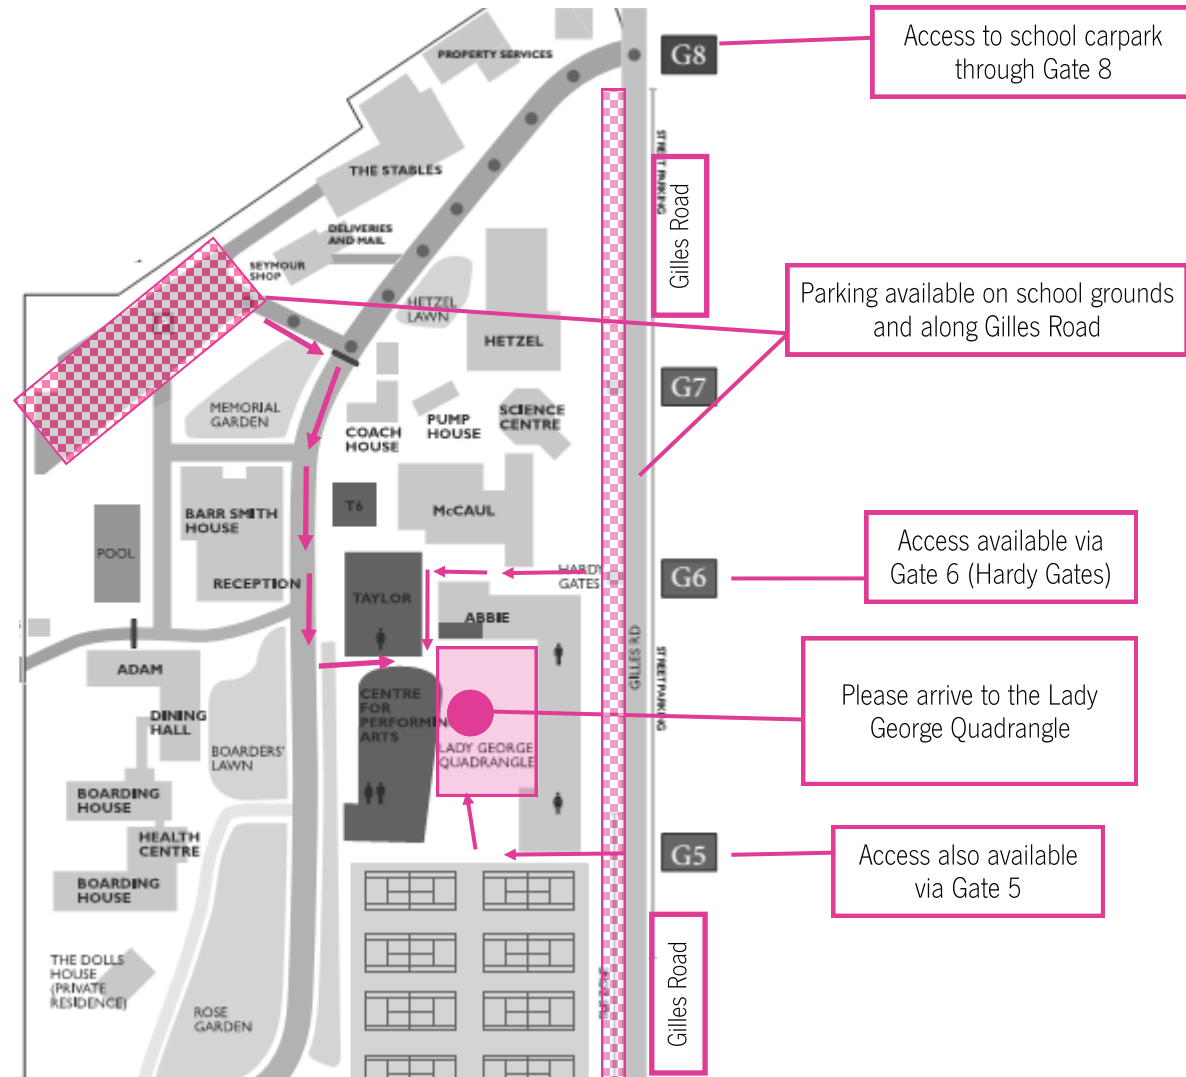 G8
Access to school carpark
through Gate 8
PROPERTY SERVICES
THE STABLES
STREET PARKING
Gilles Road
DELIVERIES
AND MAIL
SEYMOUR
SHOP
HETZEL
LAWN
HETZEL
Parking available on school grounds
and along Gilles Road
G7
MEMORIAL
GARDEN
COACH
HOUSE
PUMP
HOUSE
SCIENCE
CENTRE
BARR SMITH
HOUSE
T6
McCAUL
POOL
RECEPTION
TAYLOR
HARDY
GATES
G6
Access available via
Gate 6 (Hardy Gates)
ABBIE
GILLES RD
STREET PARKING
ADAM
DINING
HALL
BOARDERS'
LAWN
CENTRE
FOR
PERFORMIN
ARTS
LADY GEORGE
QUADRANGLE
Please arrive to the Lady
George Quadrangle
BOARDING
HOUSE
HEALTH
CENTRE
BOARDING
HOUSE
G5
Access also available
via Gate 5
Gilles Road
THE DOLLS
HOUSE
(PRIVATE
RESIDENCE)
ROSE
GARDEN